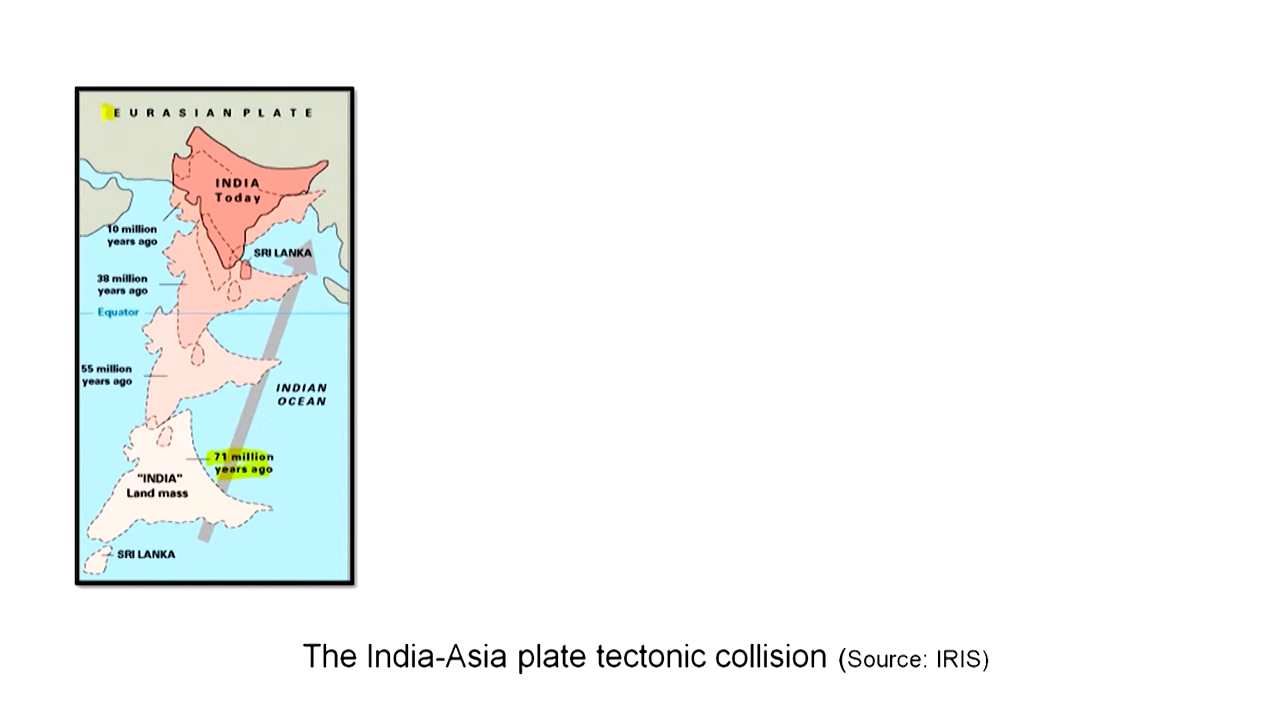 EURASIAN PLATE
INDIA
Today
10 million
years ago
SRI LANKA
38 million
years ago
Equator
55 million
years ago
INDIAN
OCEAN
71 million
years ago
"INDIA"
Land mass
SRI LANKA
The India-Asia plate tectonic collision (Source: IRIS)